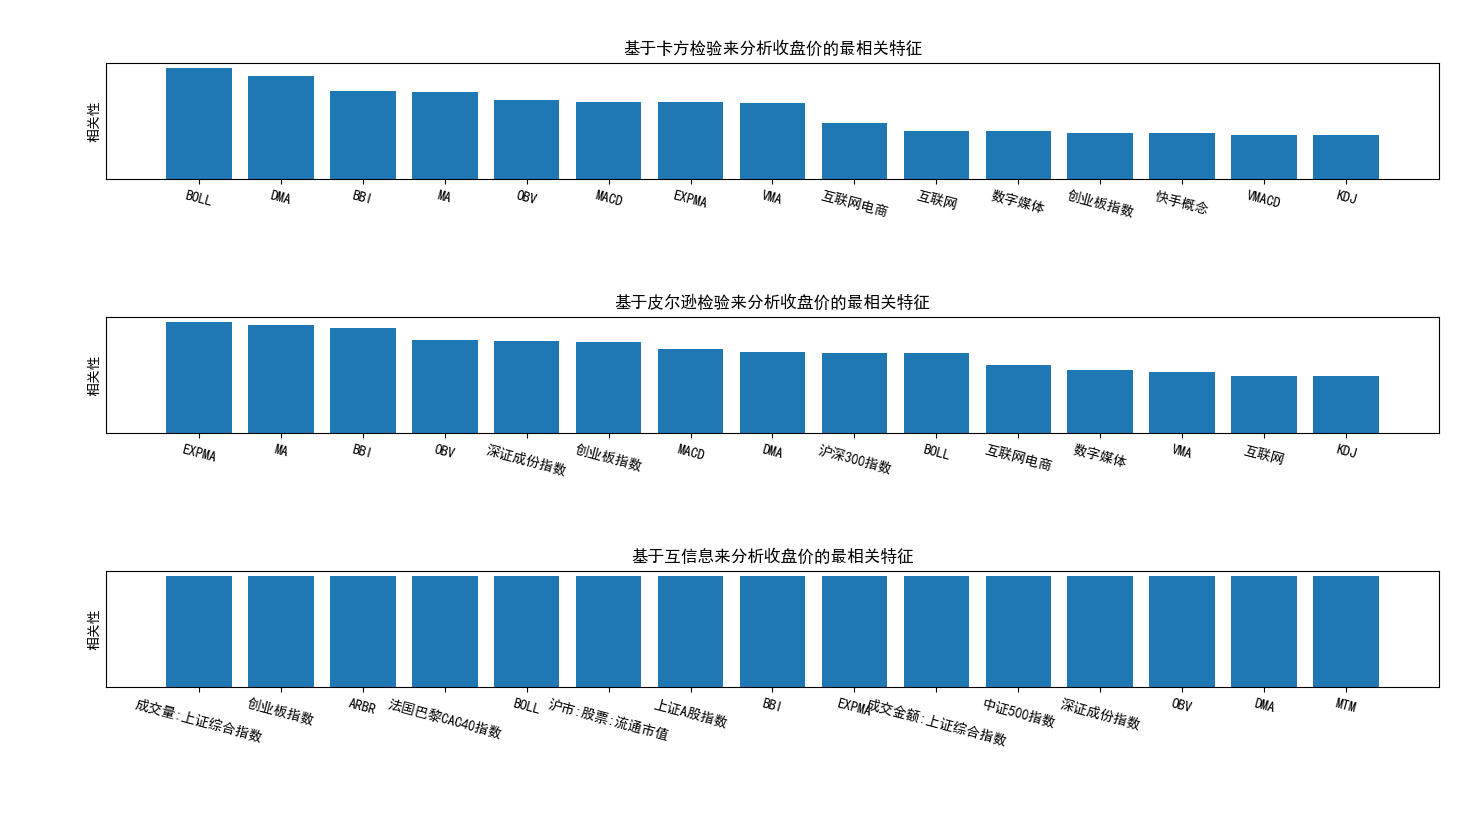 基于卡方检验来分析收盘价的最相关特征
相关性
BOLL DMA BBI MA OBV MACD EXPMA VMA 互联网电商 互联网 数字媒体 创业板指数 快手概念 VMACD KDJ
基于皮尔逊检验来分析收盘价的最相关特征
相关性
EXPMA MA BBI OBV 深证成份指数 创业板指数 MACD DMA 沪深300指数 BOLL 互联网电商 数字媒体 VMA 互联网 KDJ
基于互信息来分析收盘价的最相关特征
相关性
成交量:上证综合指数 创业板指数 ARBR 法国巴黎CAC40指数 BOLL 沪市:股票:流通市值 上证A股指数 BBI EXPMA 成交金额:上证综合指数 中证500指数 深证成份指数 OBV DMA MTM